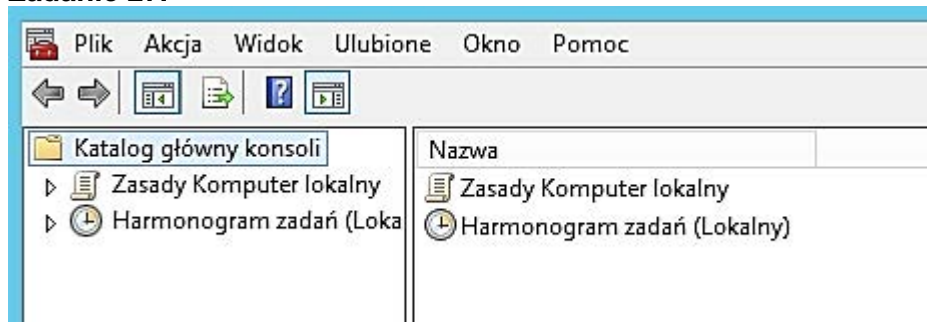 Plik Akcja Widok Ulubione Okno Pomoc
Katalog główny konsoli
Zasady Komputer lokalny
Harmonogram zadań (Loka
Nazwa
Zasady Komputer lokalny
Harmonogram zadań (Lokalny)